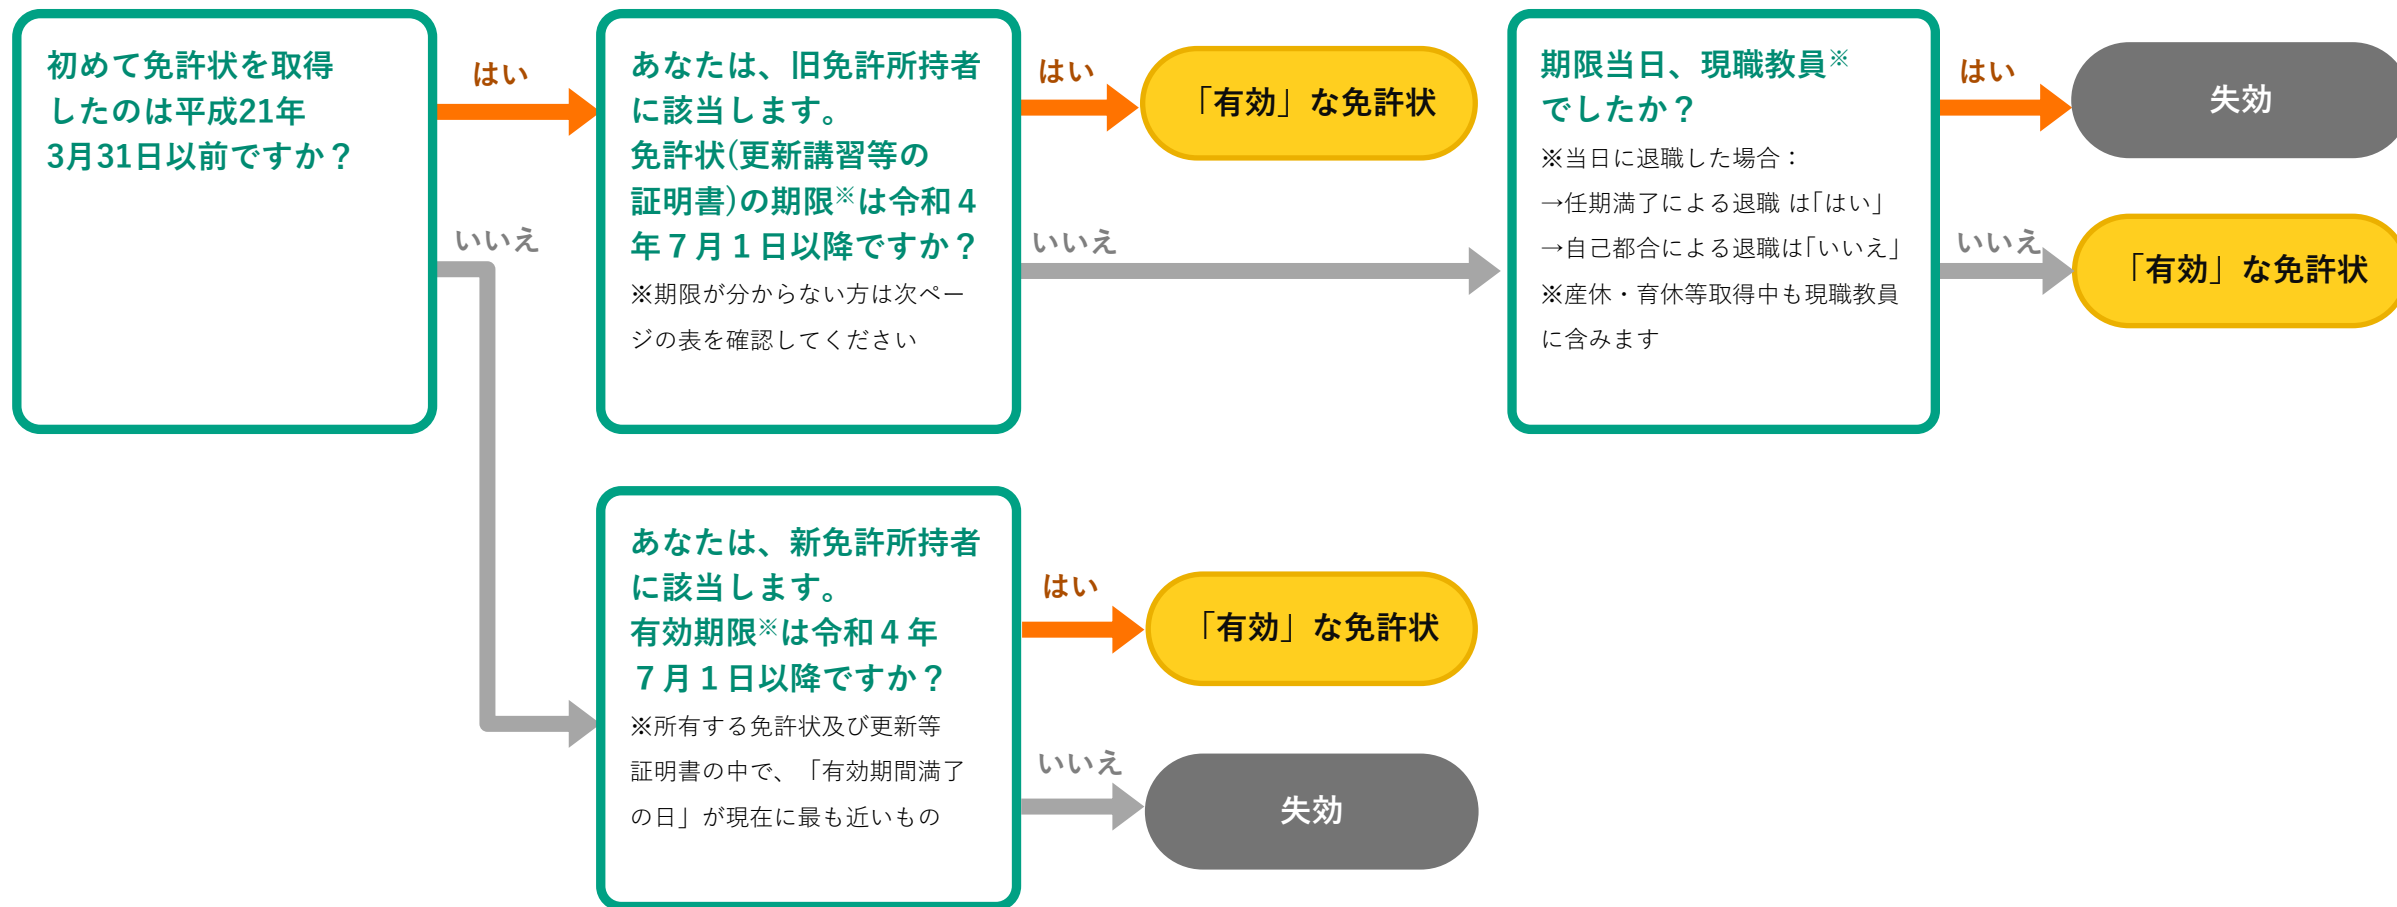 初めて免許状を取得
したのは平成21年
3月31日以前ですか？
はい
いいえ
あなたは、旧免許所持者
に該当します。
免許状(更新講習等の
証明書)の期限※は令和４
年７月１日以降ですか？
※期限が分からない方は次ペー
ジの表を確認してください
はい
「有効」な免許状
いいえ
期限当日、現職教員※
でしたか？
※当日に退職した場合：
→任期満了による退職 は｢はい｣
→自己都合による退職は｢いいえ｣
※産休・育休等取得中も現職教員
に含みます
はい
失効
いいえ
「有効」な免許状
あなたは、新免許所持者
に該当します。
有効期限※は令和４年
７月１日以降ですか？
※所有する免許状及び更新等
証明書の中で、「有効期間満了
の日」が現在に最も近いもの
はい
「有効」な免許状
いいえ
失効